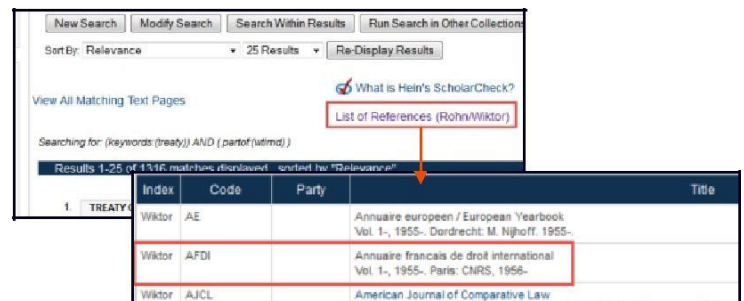 New Search Modify Search Search Within Results Run Search in Other Collection
Sort By: Relevance 25 Results Re-Display Results
What is Hein's ScholarCheck?
View All Matching Text Pages
List of References (Rohn/Wiktor)
Searching for: (keywords:(treaty)) AND ( partof:(wtimd) )
Results 1-25 of 1316 matches displayed, sorted by "Relevance"
1. TREATY
Index Code Party Title
Wiktor AE Annuaire europeen / European Yearbook
Vol. 1-, 1955-. Dordrecht: M. Nijhoff. 1955-.
Wiktor AFDI Annuaire francais de droit international
Vol. 1-, 1955-. Paris: CNRS, 1956-
Wiktor AJCL American Journal of Comparative Law